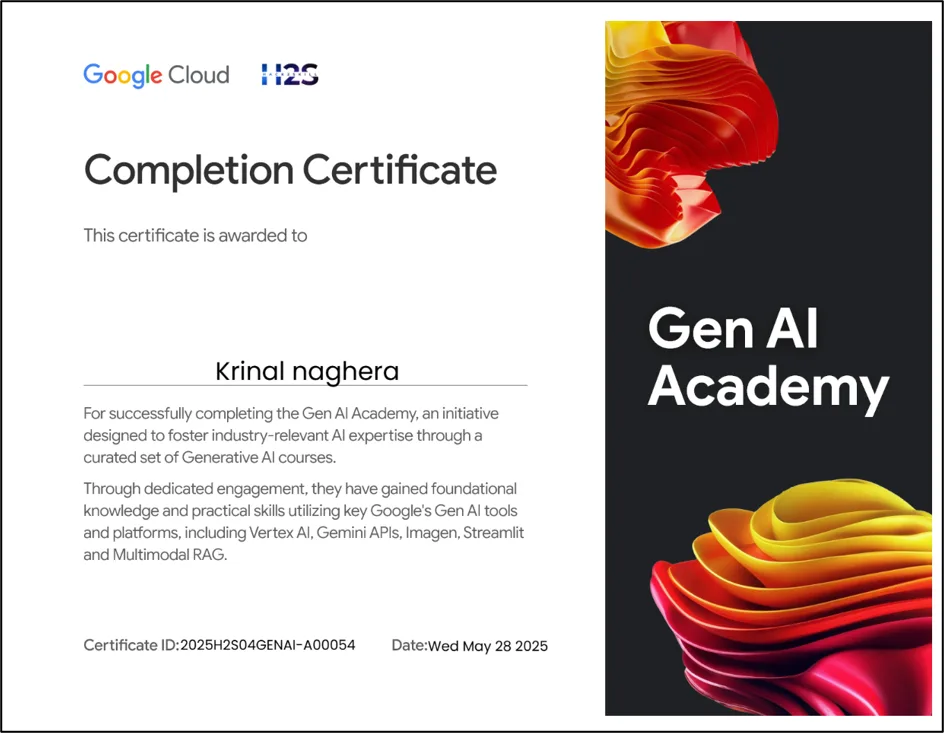 Google Cloud H2S
HACK2SKILL
Completion Certificate
This certificate is awarded to
Krinal naghera
For successfully completing the Gen AI Academy, an initiative
designed to foster industry-relevant AI expertise through a
curated set of Generative AI courses.
Through dedicated engagement, they have gained foundational
knowledge and practical skills utilizing key Google's Gen AI tools
and platforms, including Vertex AI, Gemini APIs, Imagen, Streamlit
and Multimodal RAG.
Certificate ID:2025H2S04GENAI-A00054 Date:Wed May 28 2025
Gen AI
Academy